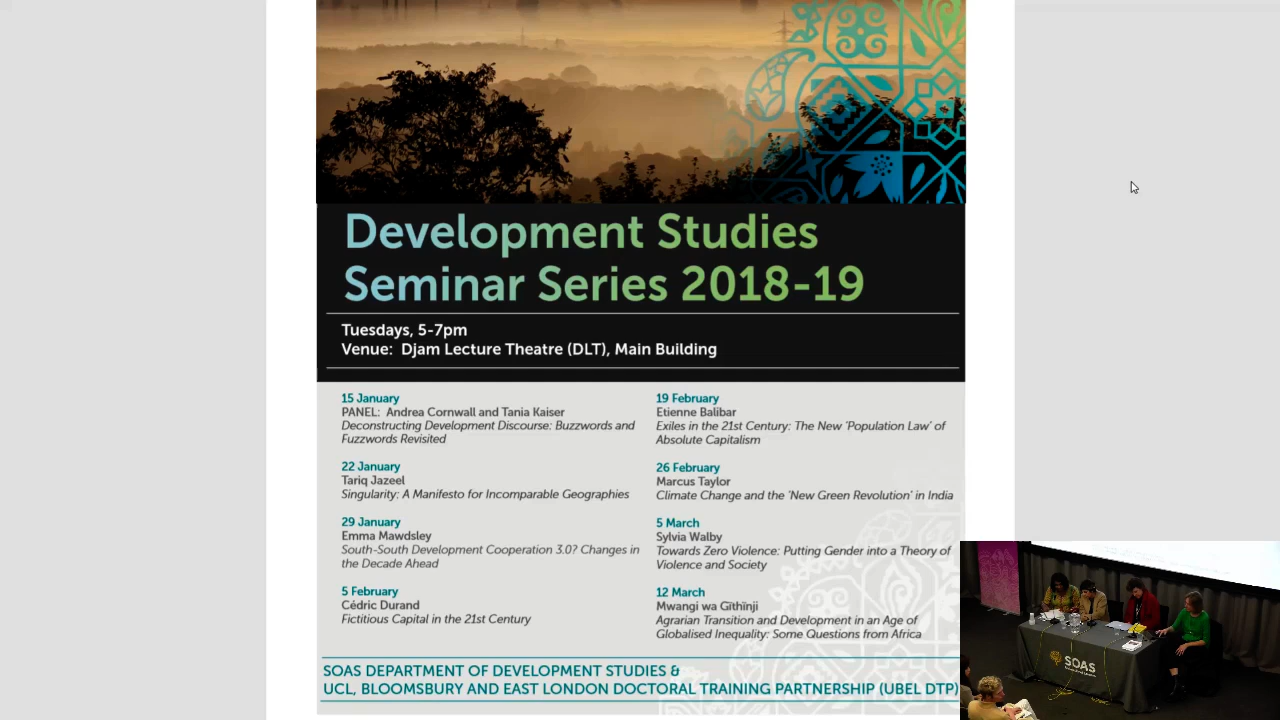 Development Studies
Seminar Series 2018-19
Tuesdays, 5-7pm
Venue: Djam Lecture Theatre (DLT), Main Building
15 January
PANEL: Andrea Cornwall and Tania Kaiser
Deconstructing Development Discourse: Buzzwords and
Fuzzwords Revisited
22 January
Tariq Jazeel
Singularity: A Manifesto for Incomparable Geographies
29 January
Emma Mawdsley
South-South Development Cooperation 3.0? Changes in
the Decade Ahead
5 February
Cédric Durand
Fictitious Capital in the 21st Century
19 February
Etienne Balibar
Exiles in the 21st Century: The New 'Population Law' of
Absolute Capitalism
26 February
Marcus Taylor
Climate Change and the 'New Green Revolution' in India
5 March
Sylvia Walby
Towards Zero Violence: Putting Gender into a Theory of
Violence and Society
12 March
Mwangi wa Gĩthĩnji
Agrarian Transition and Development in an Age of
Globalised Inequality: Some Questions from Africa
SOAS DEPARTMENT OF DEVELOPMENT STUDIES &
UCL, BLOOMSBURY AND EAST LONDON DOCTORAL TRAINING PARTNERSHIP (UBEL DTP)
SOAS